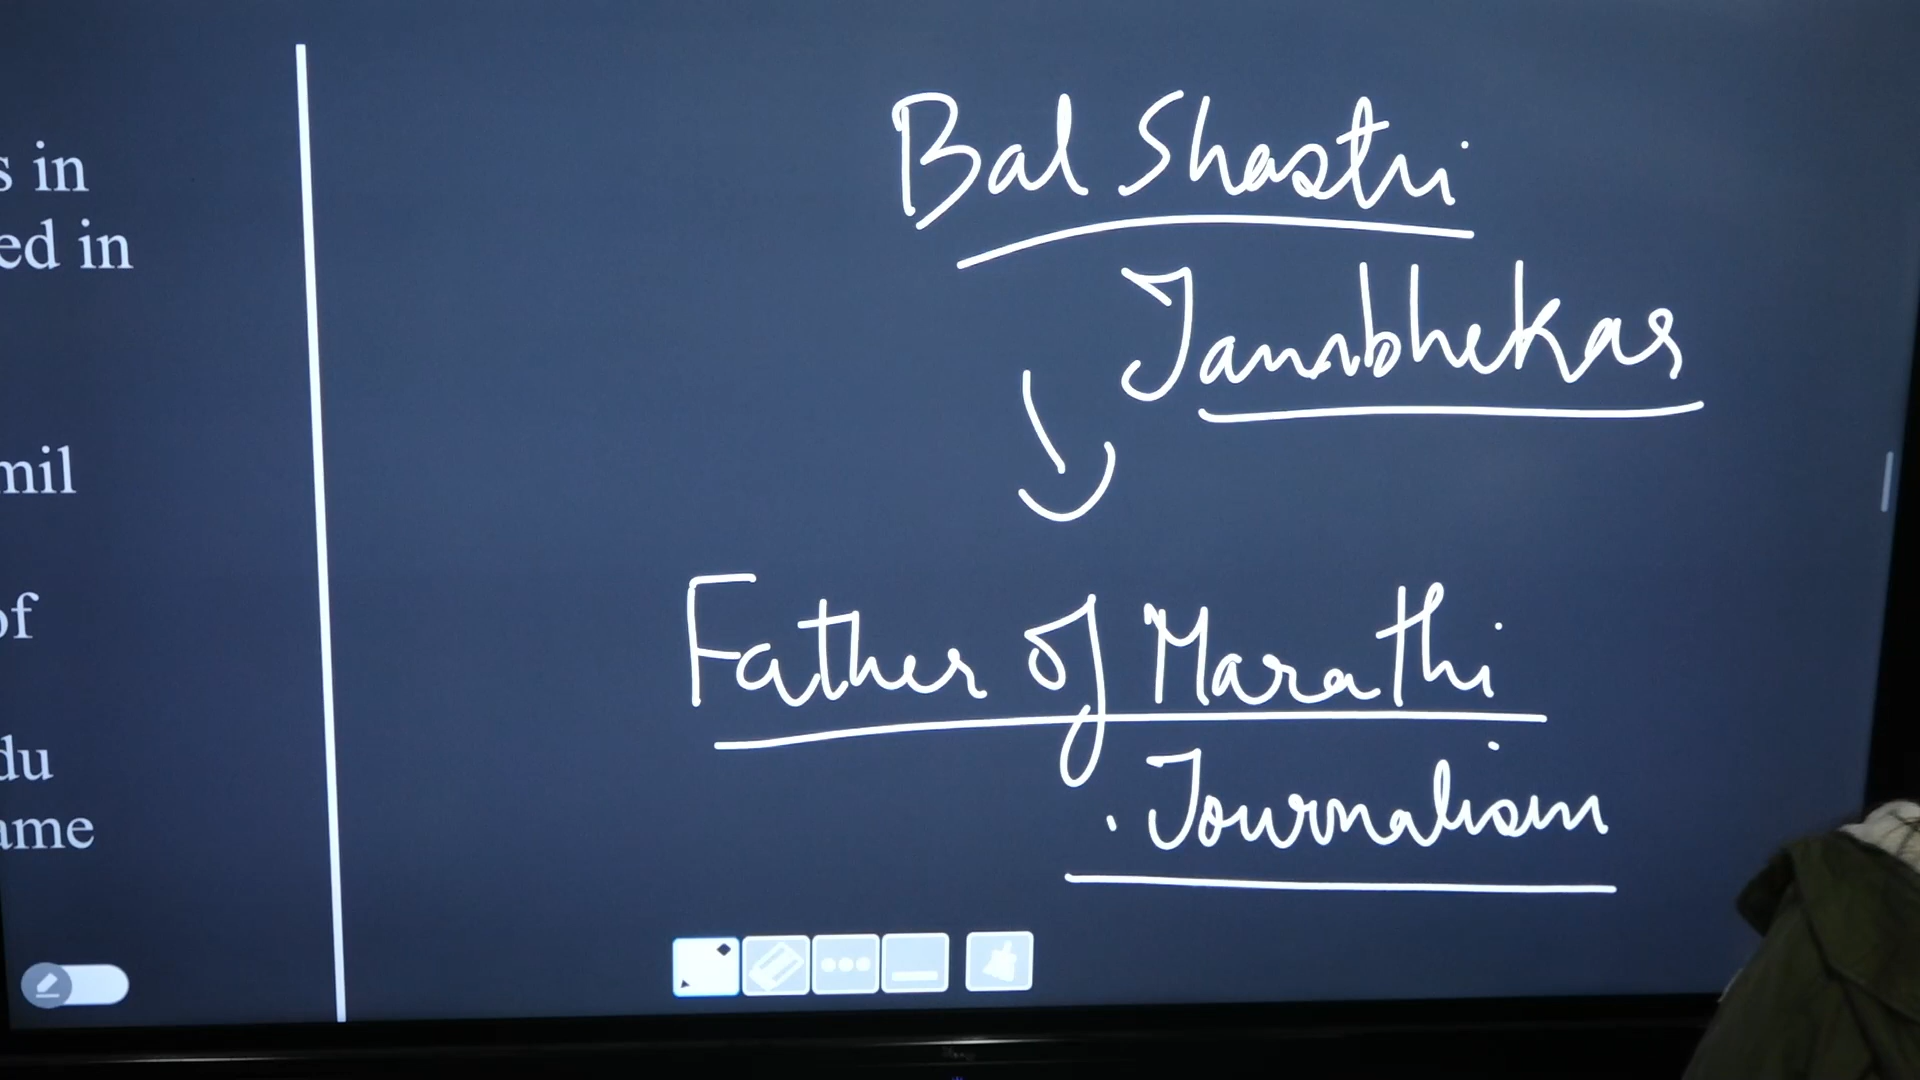 s in
ed in
mil
of
du
ame
Bal Shastri
Jambhekar
Father of Marathi
Journalism